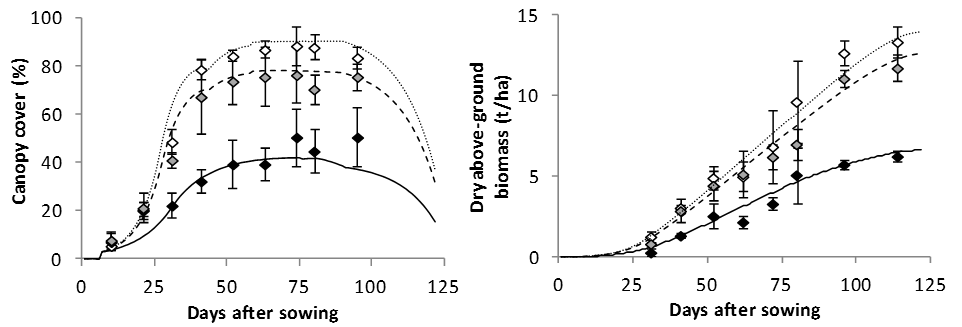 100
80
60
40
20
0
Canopy cover (%)
0 25 50 75 100 125
Days after sowing
15
10
5
0
Dry above-ground
biomass (t/ha)
0 25 50 75 100 125
Days after sowing